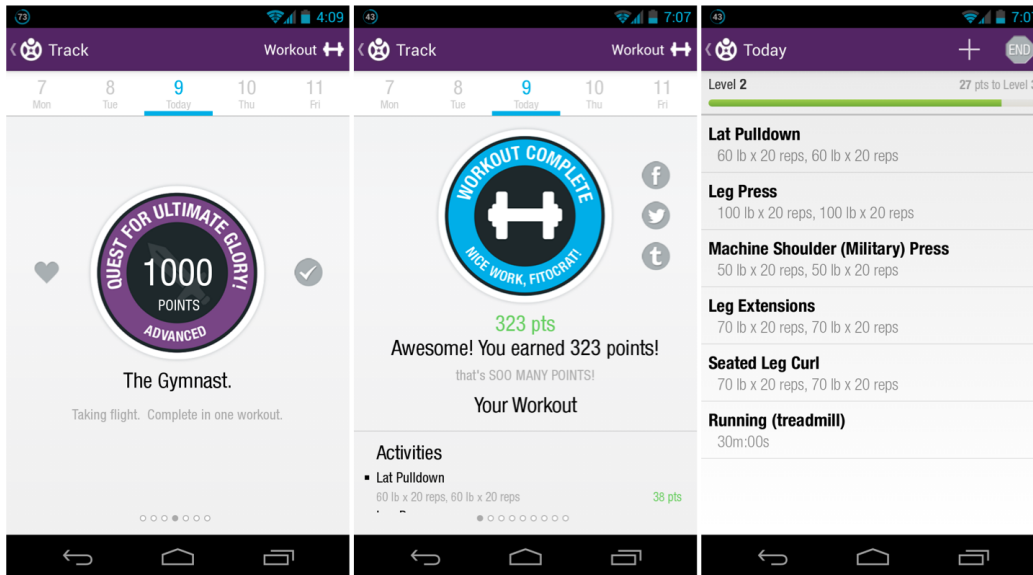 73
4:09
Track
Workout
7
8
9
10
11
Mon
Tue
Today
Thu
Fri
QUEST FOR ULTIMATE GLORY!
1000
POINTS
ADVANCED
The Gymnast.
Taking flight. Complete in one workout.
43
7:07
Track
Workout
7
8
9
10
11
Mon
Tue
Today
Thu
Fri
WORKOUT COMPLETE
NICE WORK, FITOCRAT!
f
t
323 pts
Awesome! You earned 323 points!
that's SOO MANY POINTS!
Your Workout
Activities
Lat Pulldown
60 lb x 20 reps, 60 lb x 20 reps
38 pts
43
Today
END
Level 2
27 pts to Level
Lat Pulldown
60 lb x 20 reps, 60 lb x 20 reps
Leg Press
100 lb x 20 reps, 100 lb x 20 reps
Machine Shoulder (Military) Press
50 lb x 20 reps, 50 lb x 20 reps
Leg Extensions
70 lb x 20 reps, 70 lb x 20 reps
Seated Leg Curl
70 lb x 20 reps, 70 lb x 20 reps
Running (treadmill)
30m:00s